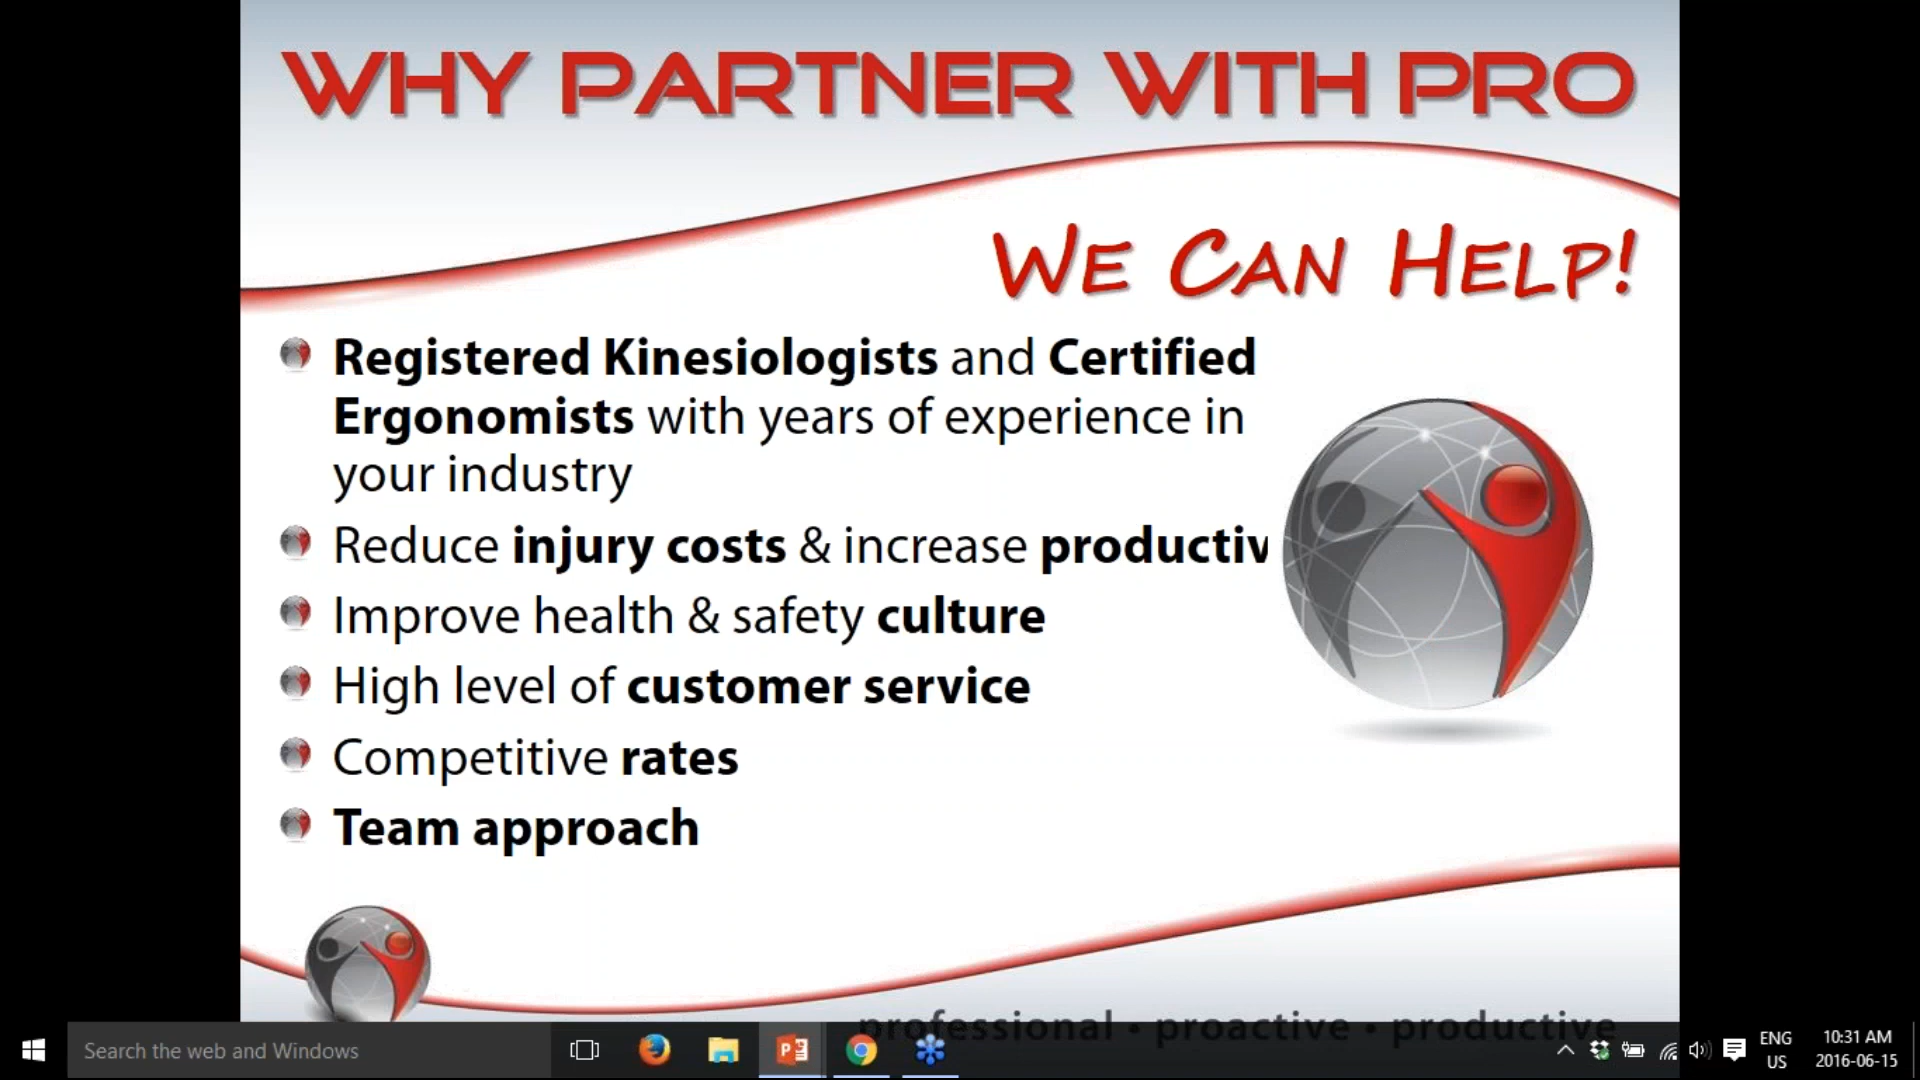 WHY PARTNER WITH PRO
WE CAN HELP!
Registered Kinesiologists and Certified
Ergonomists with years of experience in
your industry
Reduce injury costs & increase productiv
Improve health & safety culture
High level of customer service
Competitive rates
Team approach
professional • proactive • productive
Search the web and Windows
ENG
US
10:31 AM
2016-06-15